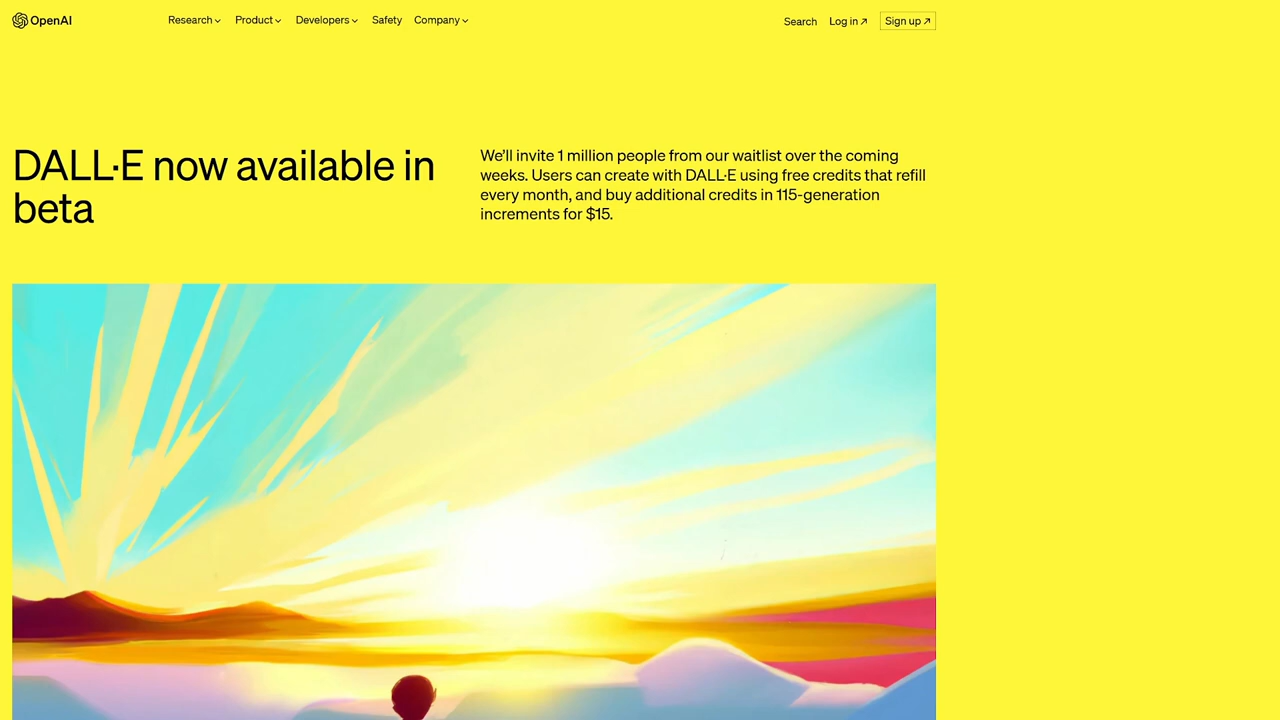 OpenAI
Research
Product
Developers
Safety
Company
Search
Log in
Sign up
DALL·E now available in
beta
We'll invite 1 million people from our waitlist over the coming
weeks. Users can create with DALL·E using free credits that refill
every month, and buy additional credits in 115-generation
increments for $15.